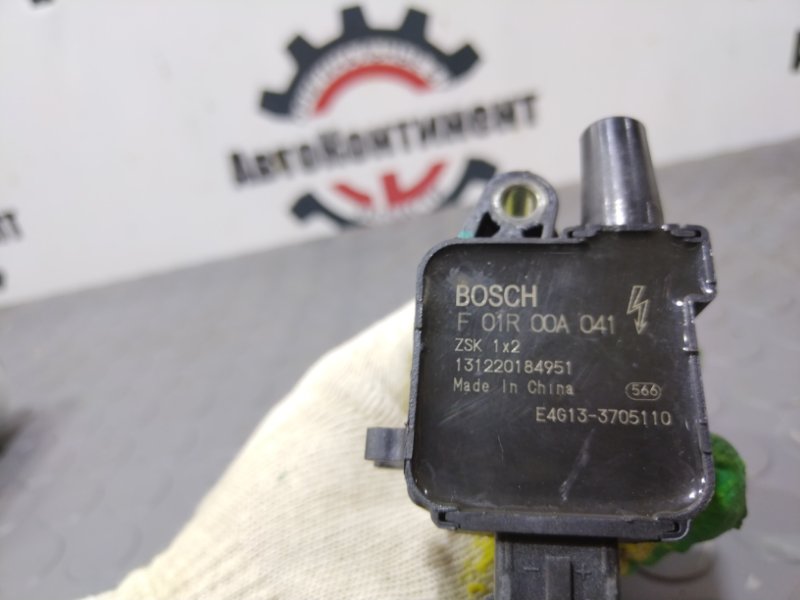 АвтоКонтинент
BOSCH
F 01R 00A 041
ZSK 1x2
131220184951
Made in China
566
E4G13-3705110